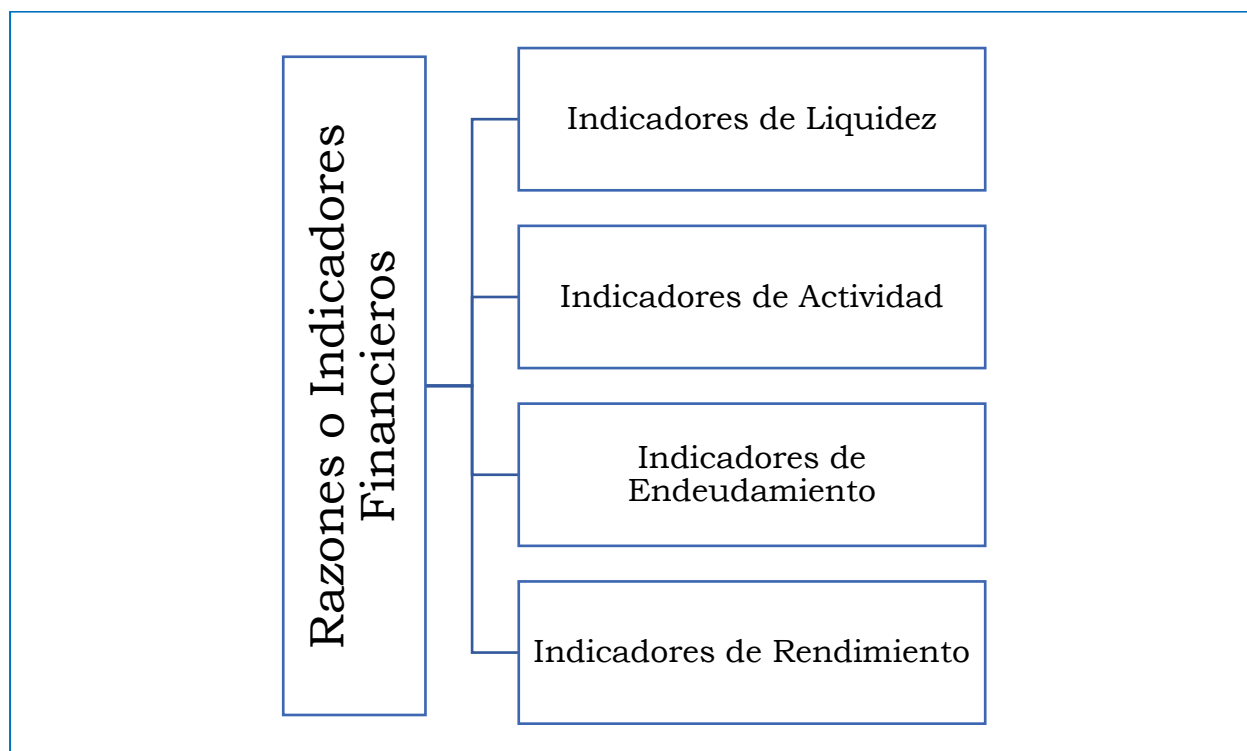 Razones o Indicadores
Financieros
Indicadores de Liquidez
Indicadores de Actividad
Indicadores de
Endeudamiento
Indicadores de Rendimiento